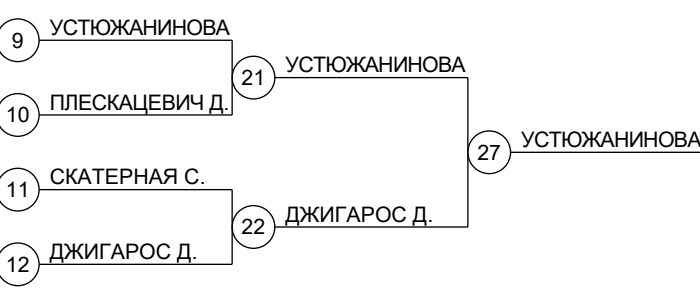 9 УСТЮЖАНИНОВА
21 УСТЮЖАНИНОВА
10 ПЛЕСКАЦЕВИЧ Д.
27 УСТЮЖАНИНОВА
11 СКАТЕРНАЯ С.
22 ДЖИГАРОС Д.
12 ДЖИГАРОС Д.